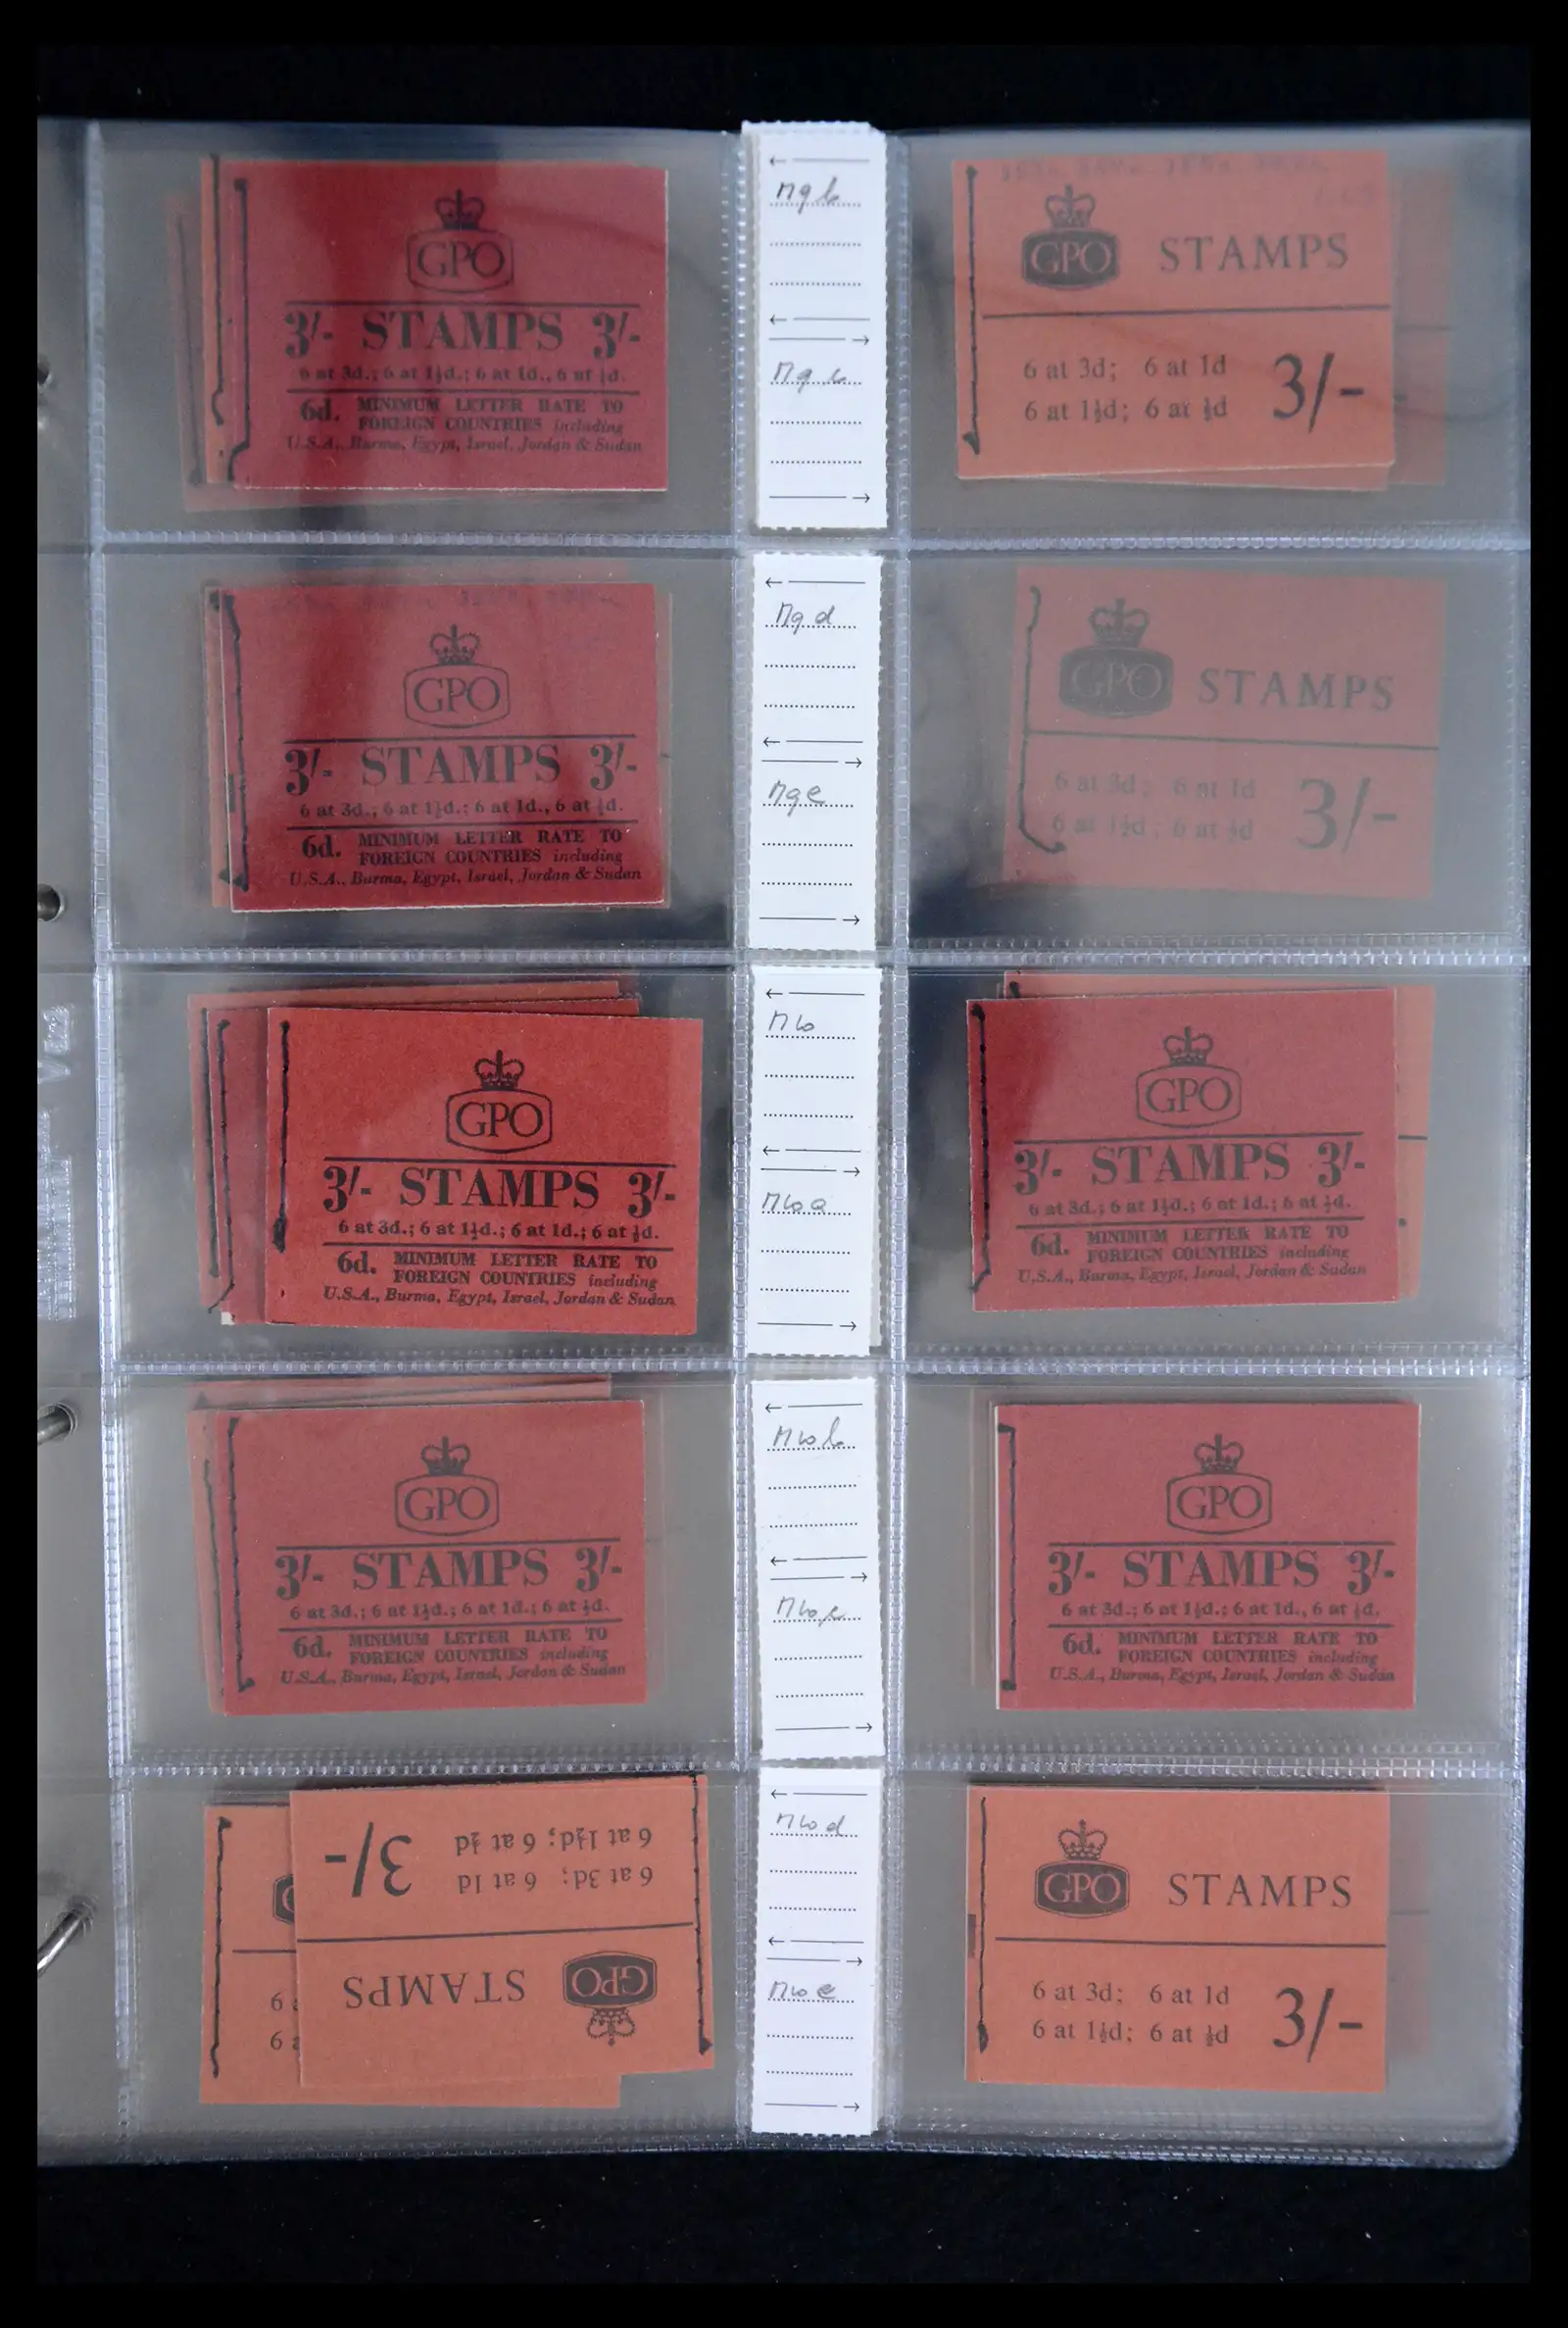 GPO
3/- STAMPS 3/-
6 at 3d.; 6 at 1½d.; 6 at 1d., 6 at ½d.
6d. MINIMUM LETTER RATE TO
FOREIGN COUNTRIES including
U.S.A., Burma, Egypt, Israel, Jordan & Sudan
GPO STAMPS
6 at 3d; 6 at 1d
6 at 1½d; 6 at ½d
3/-
GPO
3/- STAMPS 3/-
6 at 3d.; 6 at 1½d.; 6 at 1d., 6 at ½d.
6d. MINIMUM LETTER RATE TO
FOREIGN COUNTRIES including
U.S.A., Burma, Egypt, Israel, Jordan & Sudan
M9d
M9e
GPO STAMPS
6 at 3d; 6 at 1d
6 at 1½d; 6 at ½d
3/-
GPO
3/- STAMPS 3/-
6 at 3d.; 6 at 1½d.; 6 at 1d.; 6 at ½d.
6d. MINIMUM LETTER RATE TO
FOREIGN COUNTRIES including
U.S.A., Burma, Egypt, Israel, Jordan & Sudan
GPO
3/- STAMPS 3/-
6 at 3d.; 6 at 1½d.; 6 at 1d.; 6 at ½d.
6d. MINIMUM LETTER RATE TO
FOREIGN COUNTRIES including
U.S.A., Burma, Egypt, Israel, Jordan & Sudan
GPO
3/- STAMPS 3/-
6 at 3d.; 6 at 1½d.; 6 at 1d.; 6 at ½d.
6d. MINIMUM LETTER RATE TO
FOREIGN COUNTRIES including
U.S.A., Burma, Egypt, Israel, Jordan & Sudan
GPO
3/- STAMPS 3/-
6 at 3d.; 6 at 1½d.; 6 at 1d., 6 at ½d.
6d. MINIMUM LETTER RATE TO
FOREIGN COUNTRIES including
U.S.A., Burma, Egypt, Israel, Jordan & Sudan
GPO STAMPS
6 at 3d; 6 at 1d
6 at 1½d; 6 at ½d
3/-
GPO STAMPS
6 at 3d; 6 at 1d
6 at 1½d; 6 at ½d
3/-